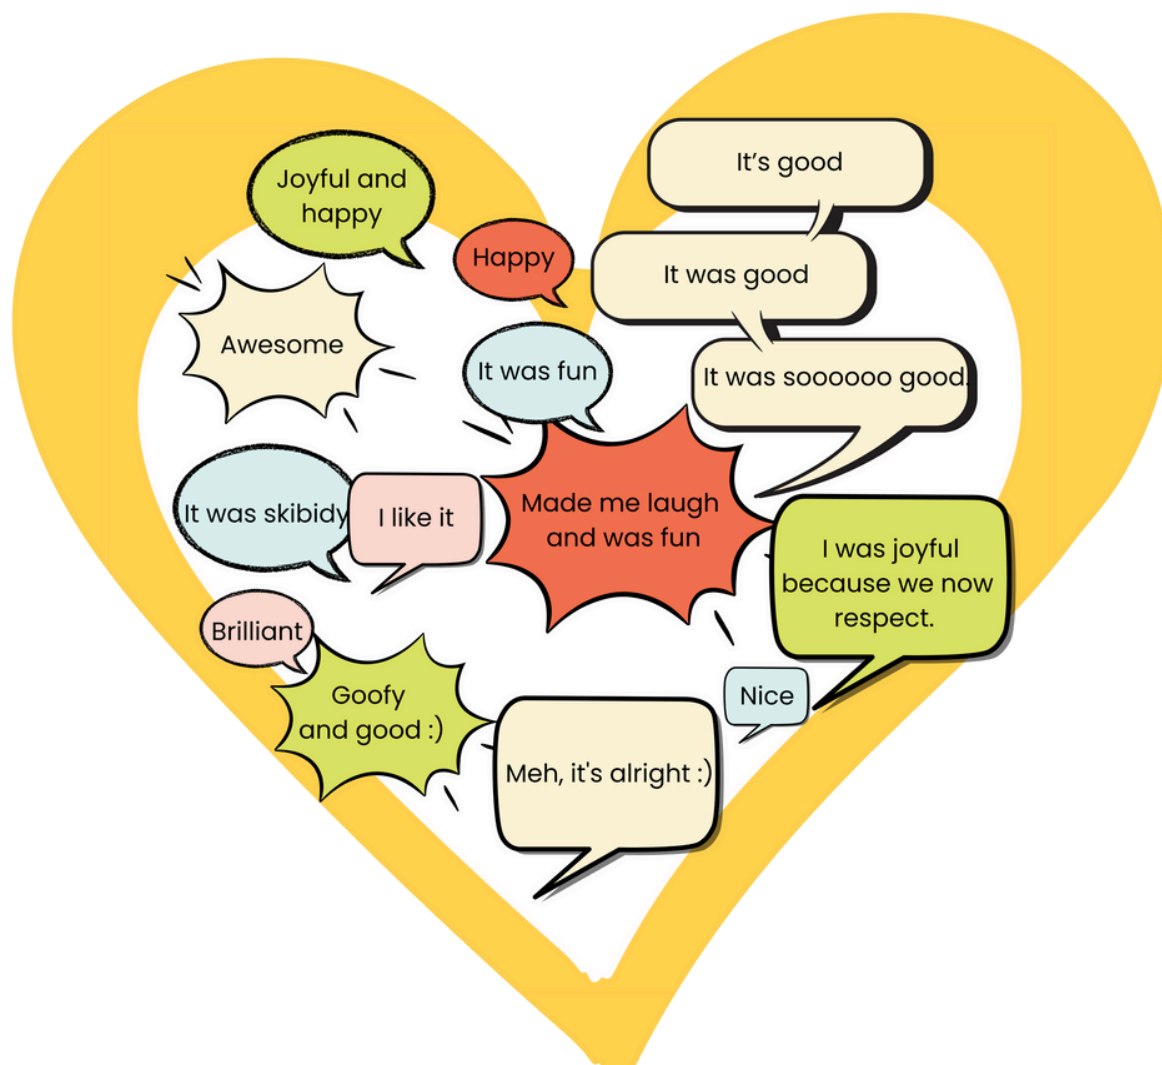 Joyful and
happy
Happy
It's good
It was good
Awesome
It was fun
It was soooooo good.
It was skibidy
I like it
Made me laugh
and was fun
I was joyful
because we now
respect.
Brilliant
Goofy
and good :)
Nice
Meh, it's alright :)